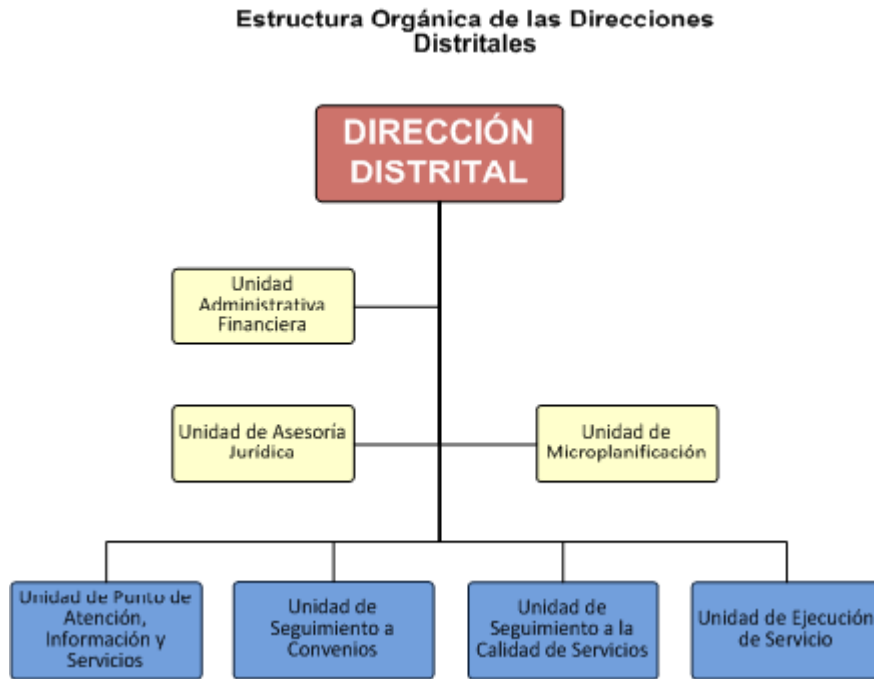 Estructura Orgánica de las Direcciones
Distritales
DIRECCIÓN
DISTRITAL
Unidad
Administrativa
Financiera
Unidad de Asesoría
Jurídica
Unidad de
Microplanificación
Unidad de Punto de
Atención,
Información y
Servicios
Unidad de
Seguimiento a
Convenios
Unidad de
Seguimiento a la
Calidad de Servicios
Unidad de Ejecución
de Servicio